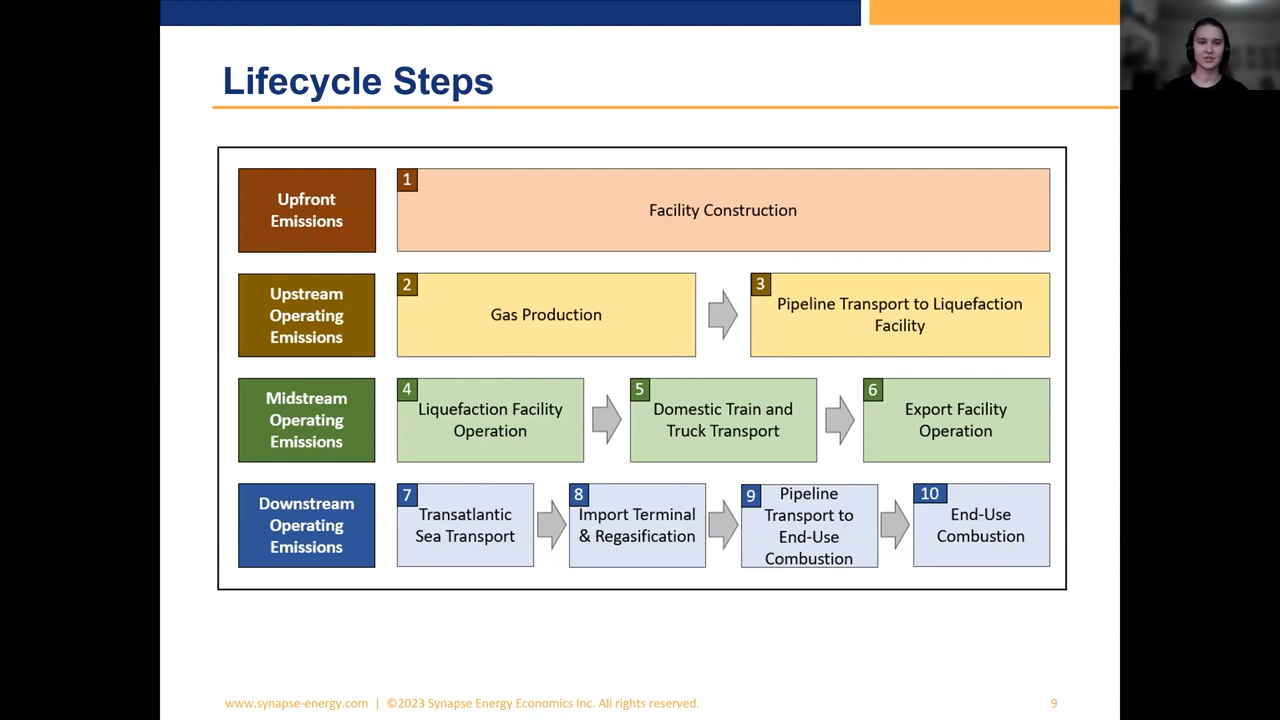 Lifecycle Steps
Upfront
Emissions
1
Facility Construction
Upstream
Operating
Emissions
2
Gas Production
3
Pipeline Transport to Liquefaction
Facility
Midstream
Operating
Emissions
4
Liquefaction Facility
Operation
5
Domestic Train and
Truck Transport
6
Export Facility
Operation
Downstream
Operating
Emissions
7
Transatlantic
Sea Transport
8
Import Terminal
& Regasification
9
Pipeline
Transport to
End-Use
Combustion
10
End-Use
Combustion
www.synapse-energy.com | ©2023 Synapse Energy Economics Inc. All rights reserved.
9